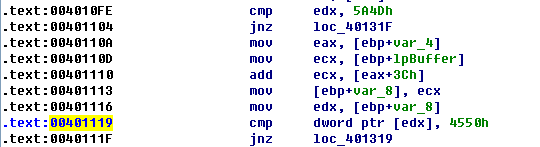 .text:004010FE cmp edx, 5A4Dh
.text:00401104 jnz loc_40131F
.text:0040110A mov eax, [ebp+var_4]
.text:0040110D mov ecx, [ebp+lpBuffer]
.text:00401110 add ecx, [eax+3Ch]
.text:00401113 mov [ebp+var_8], ecx
.text:00401116 mov edx, [ebp+var_8]
.text:00401119 cmp dword ptr [edx], 4550h
.text:0040111F jnz loc_401319